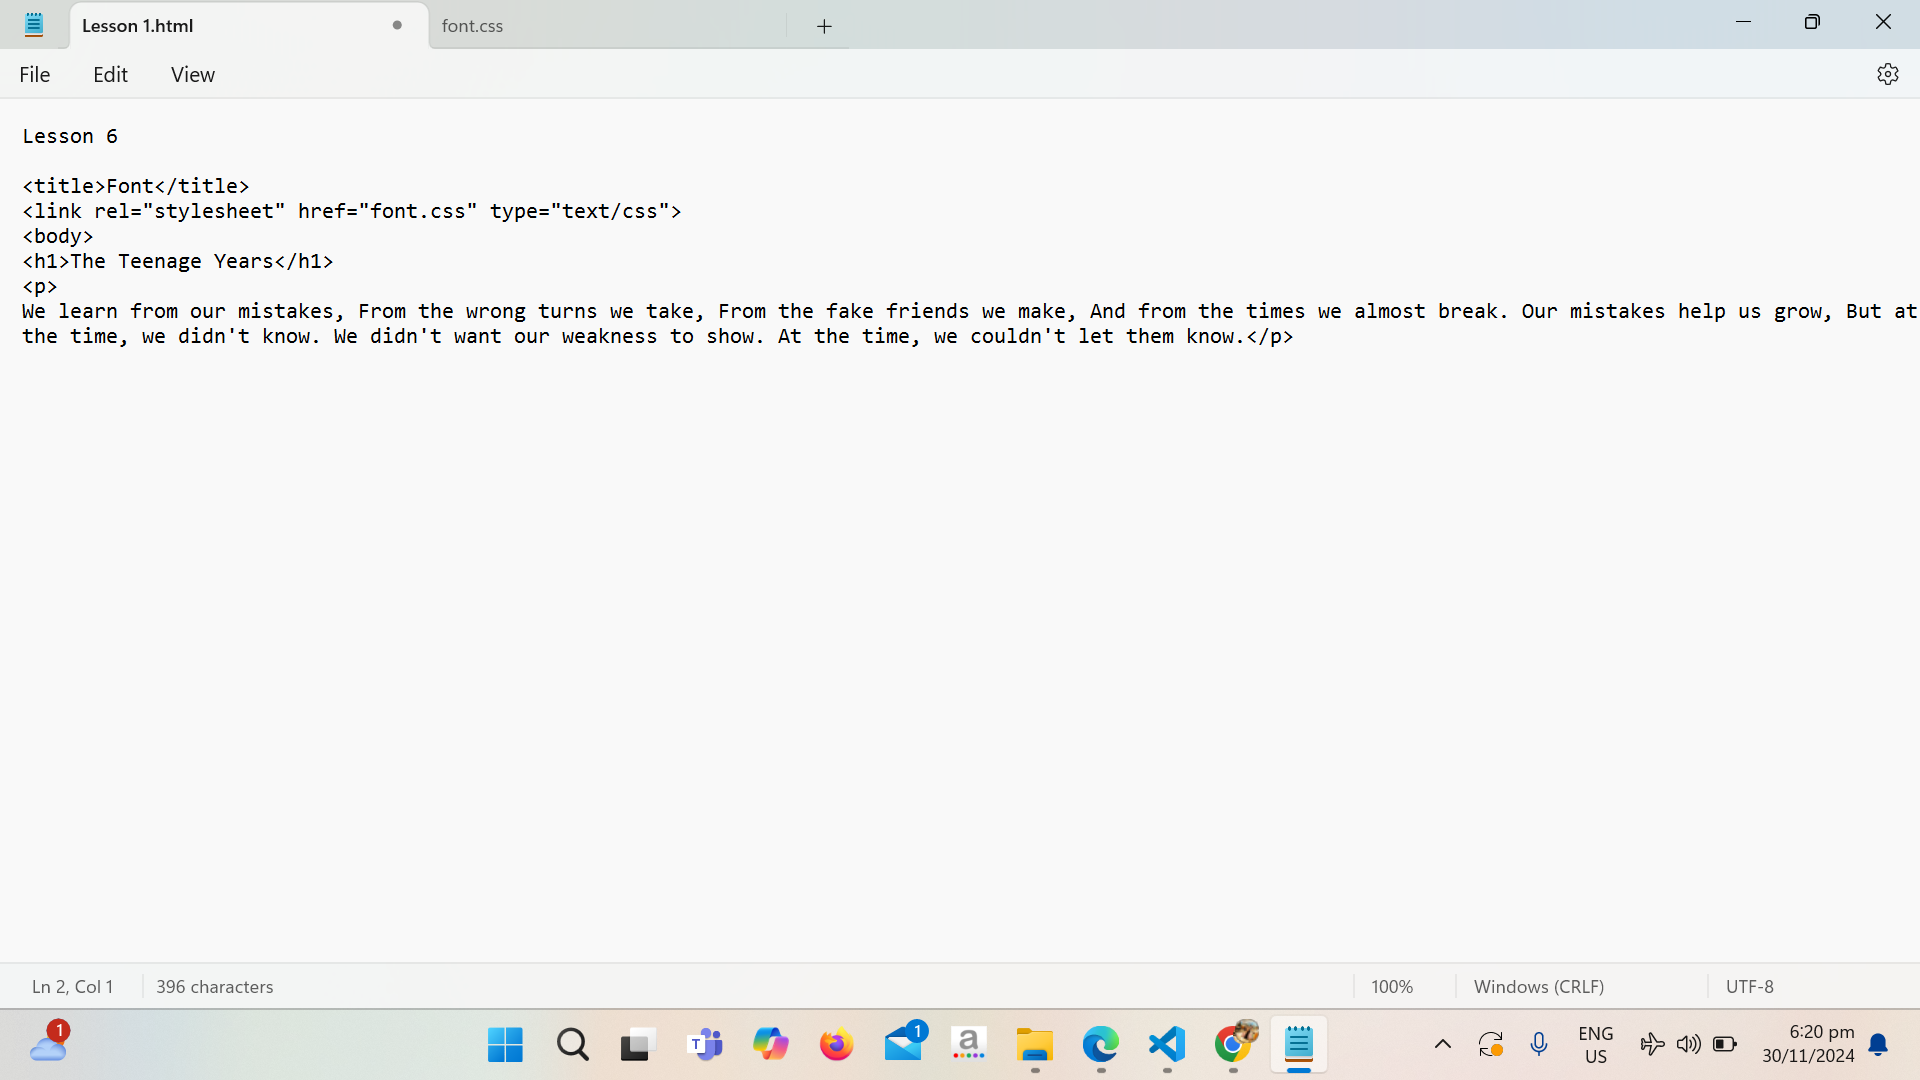 Lesson 1.html
font.css
File Edit View
Lesson 6
<title>Font</title>
<link rel="stylesheet" href="font.css" type="text/css">
<body>
<h1>The Teenage Years</h1>
<p>
We learn from our mistakes, From the wrong turns we take, From the fake friends we make, And from the times we almost break. Our mistakes help us grow, But at
the time, we didn't know. We didn't want our weakness to show. At the time, we couldn't let them know.</p>
Ln 2, Col 1 396 characters 100% Windows (CRLF) UTF-8
1
T
1
a
ENG
US
6:20 pm
30/11/2024